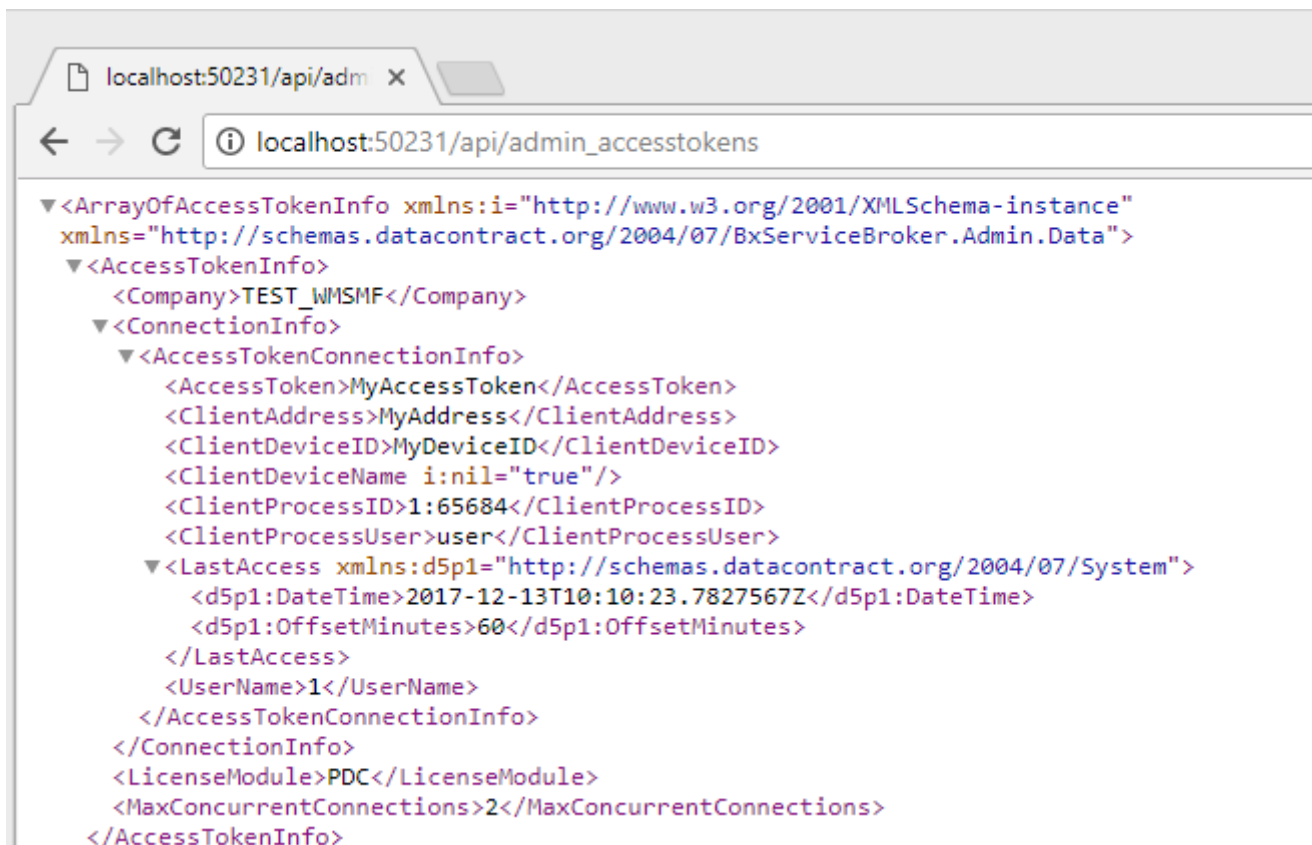 localhost:50231/api/adm
localhost:50231/api/admin_accesstokens
<ArrayOfAccessTokenInfo xmlns:i="http://www.w3.org/2001/XMLSchema-instance"
xmlns="http://schemas.datacontract.org/2004/07/BxServiceBroker.Admin.Data">
<AccessTokenInfo>
<Company>TEST_WMSMF</Company>
<ConnectionInfo>
<AccessTokenConnectionInfo>
<AccessToken>MyAccessToken</AccessToken>
<ClientAddress>MyAddress</ClientAddress>
<ClientDeviceID>MyDeviceID</ClientDeviceID>
<ClientDeviceName i:nil="true"/>
<ClientProcessID>1:65684</ClientProcessID>
<ClientProcessUser>user</ClientProcessUser>
<LastAccess xmlns:d5p1="http://schemas.datacontract.org/2004/07/System">
<d5p1:DateTime>2017-12-13T10:10:23.7827567Z</d5p1:DateTime>
<d5p1:OffsetMinutes>60</d5p1:OffsetMinutes>
</LastAccess>
<UserName>1</UserName>
</AccessTokenConnectionInfo>
</ConnectionInfo>
<LicenseModule>PDC</LicenseModule>
<MaxConcurrentConnections>2</MaxConcurrentConnections>
</AccessTokenInfo>